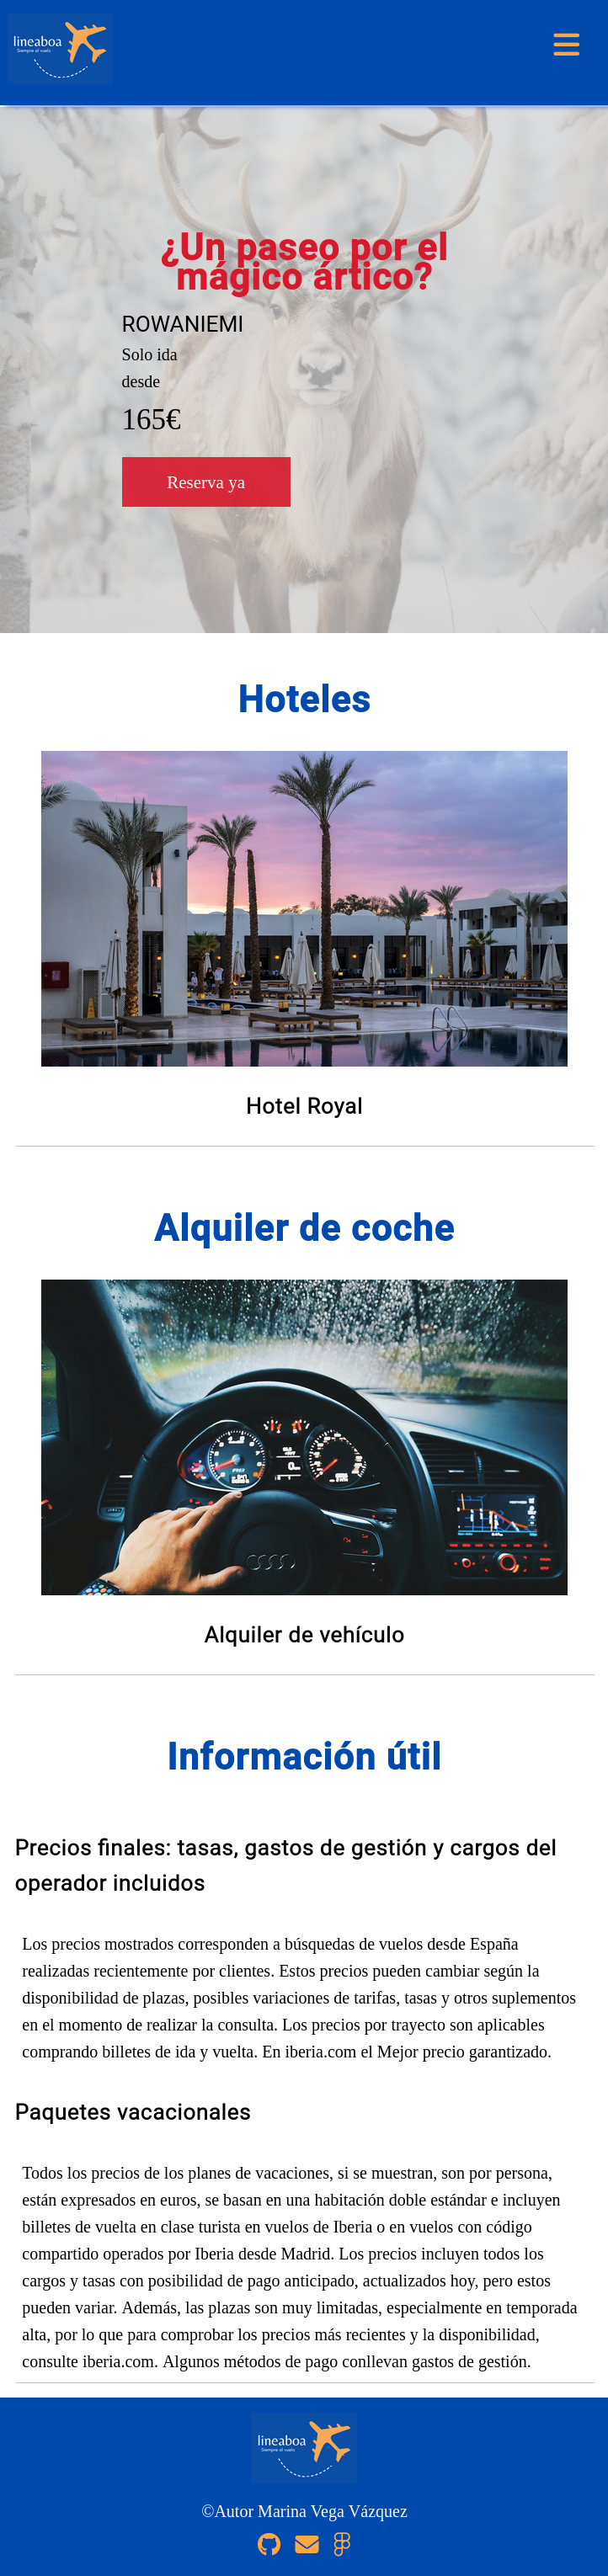 lineaboa
Siempre al vuelo
¿Un paseo por el
mágico ártico?
ROWANIEMI
Solo ida
desde
165€
Reserva ya
Hoteles
Hotel Royal
Alquiler de coche
Alquiler de vehículo
Información útil
Precios finales: tasas, gastos de gestión y cargos del
operador incluidos
Los precios mostrados corresponden a búsquedas de vuelos desde España
realizadas recientemente por clientes. Estos precios pueden cambiar según la
disponibilidad de plazas, posibles variaciones de tarifas, tasas y otros suplementos
en el momento de realizar la consulta. Los precios por trayecto son aplicables
comprando billetes de ida y vuelta. En iberia.com el Mejor precio garantizado.
Paquetes vacacionales
Todos los precios de los planes de vacaciones, si se muestran, son por persona,
están expresados en euros, se basan en una habitación doble estándar e incluyen
billetes de vuelta en clase turista en vuelos de Iberia o en vuelos con código
compartido operados por Iberia desde Madrid. Los precios incluyen todos los
cargos y tasas con posibilidad de pago anticipado, actualizados hoy, pero estos
pueden variar. Además, las plazas son muy limitadas, especialmente en temporada
alta, por lo que para comprobar los precios más recientes y la disponibilidad,
consulte iberia.com. Algunos métodos de pago conllevan gastos de gestión.
lineaboa
Siempre al vuelo
©Autor Marina Vega Vázquez